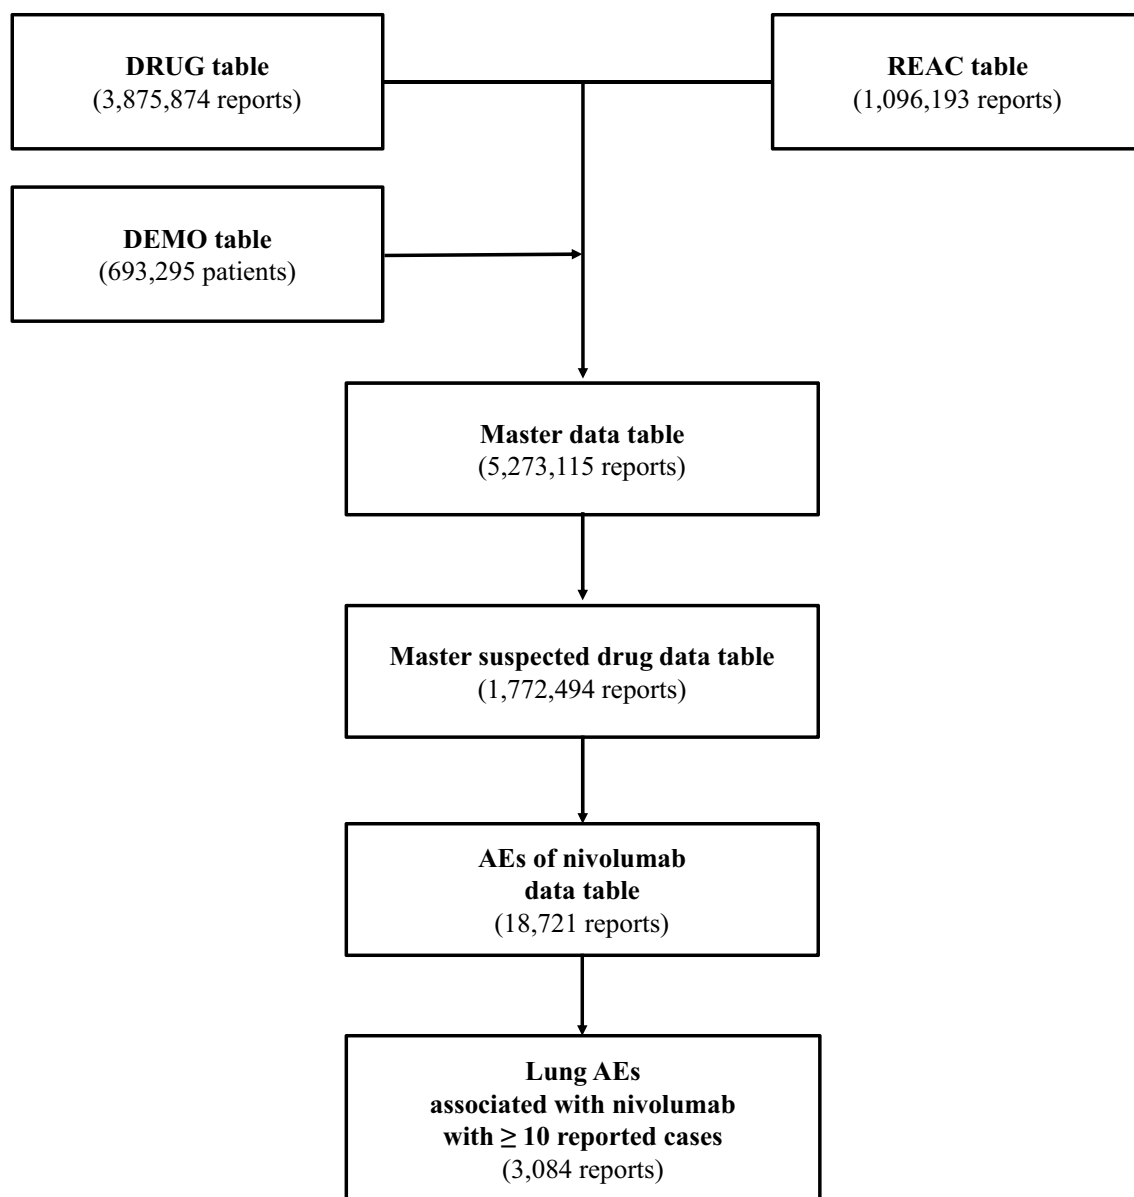 DRUG table
(3,875,874 reports)
REAC table
(1,096,193 reports)
DEMO table
(693,295 patients)
Master data table
(5,273,115 reports)
Master suspected drug data table
(1,772,494 reports)
AEs of nivolumab
data table
(18,721 reports)
Lung AEs
associated with nivolumab
with ≥ 10 reported cases
(3,084 reports)